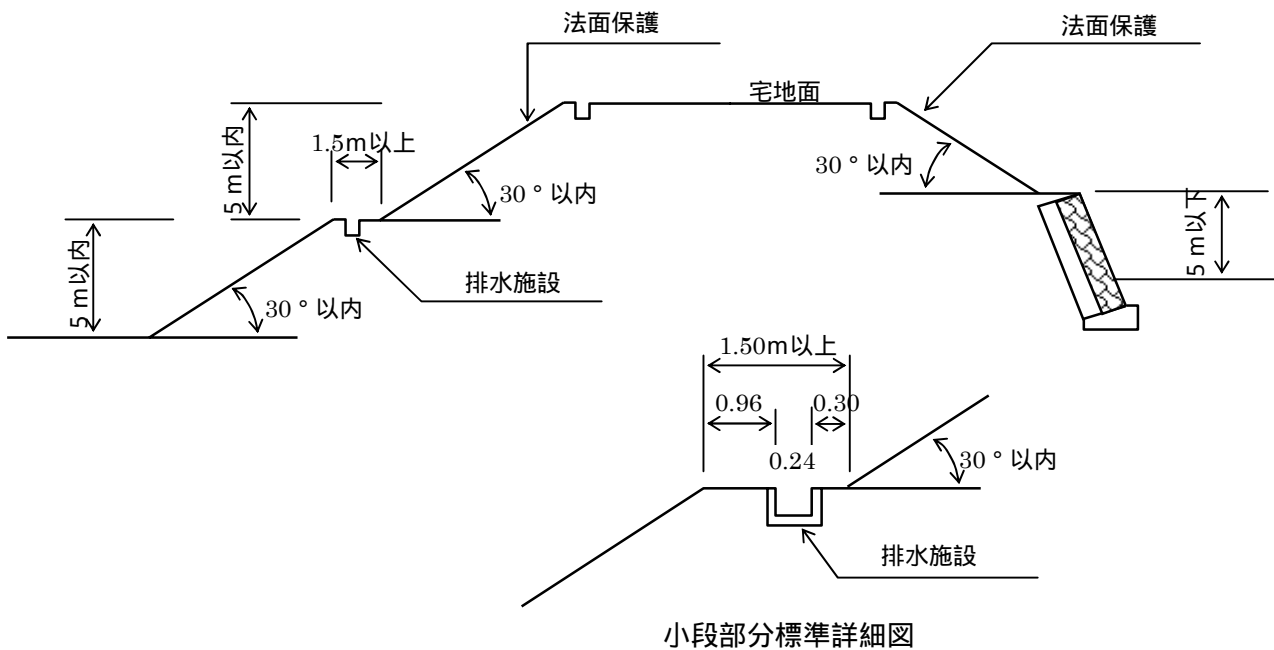 法面保護
法面保護
宅地面
5 m以内
1.5m以上
30 ° 以内
30 ° 以内
5 m以下
5 m以内
排水施設
30 ° 以内
1.50m以上
0.96
0.30
0.24
30 ° 以内
排水施設
小段部分標準詳細図